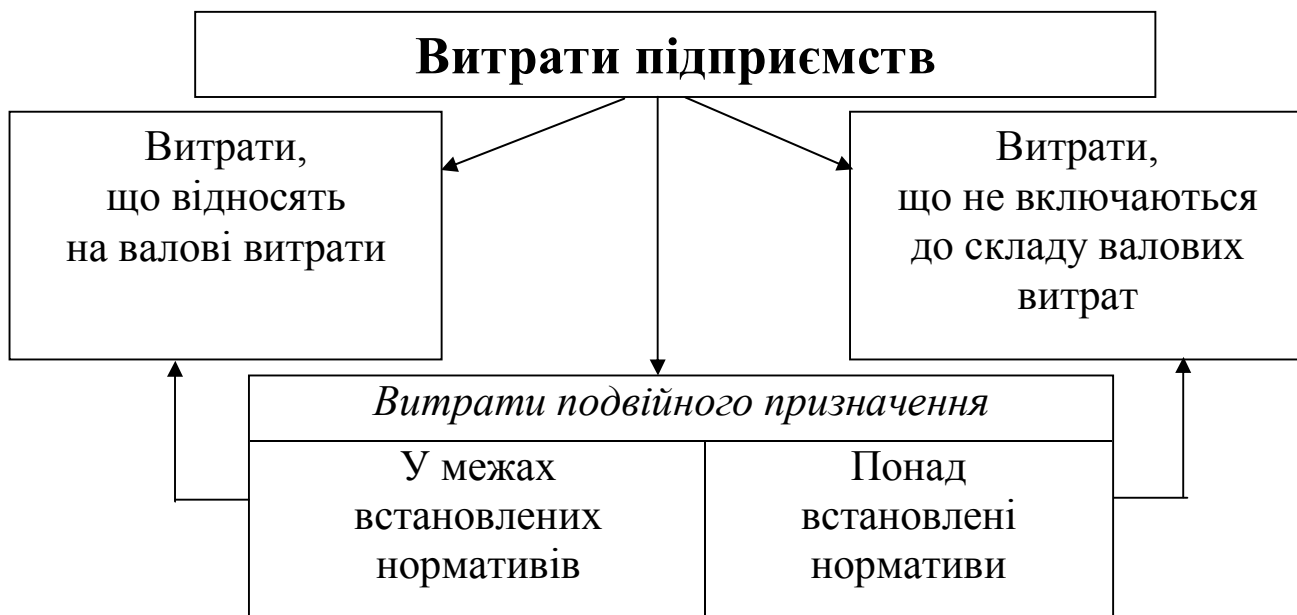 Витрати підприємств
Витрати,
що відносять
на валові витрати
Витрати,
що не включаються
до складу валових
витрат
Витрати подвійного призначення
У межах
встановлених
нормативів
Понад
встановлені
нормативи